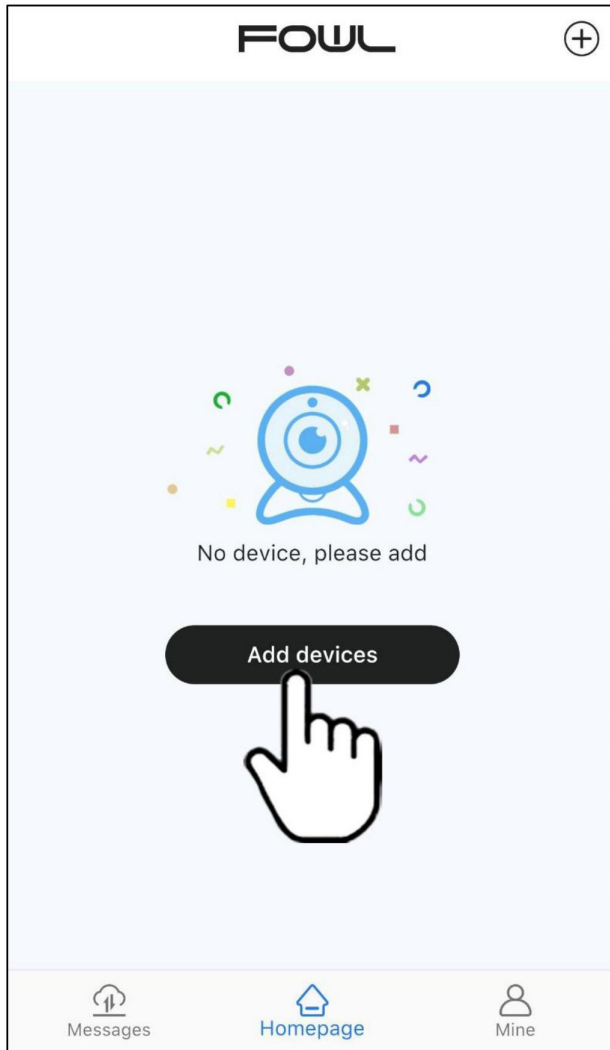 FOWL
No device, please add
Add devices
Messages
Homepage
Mine